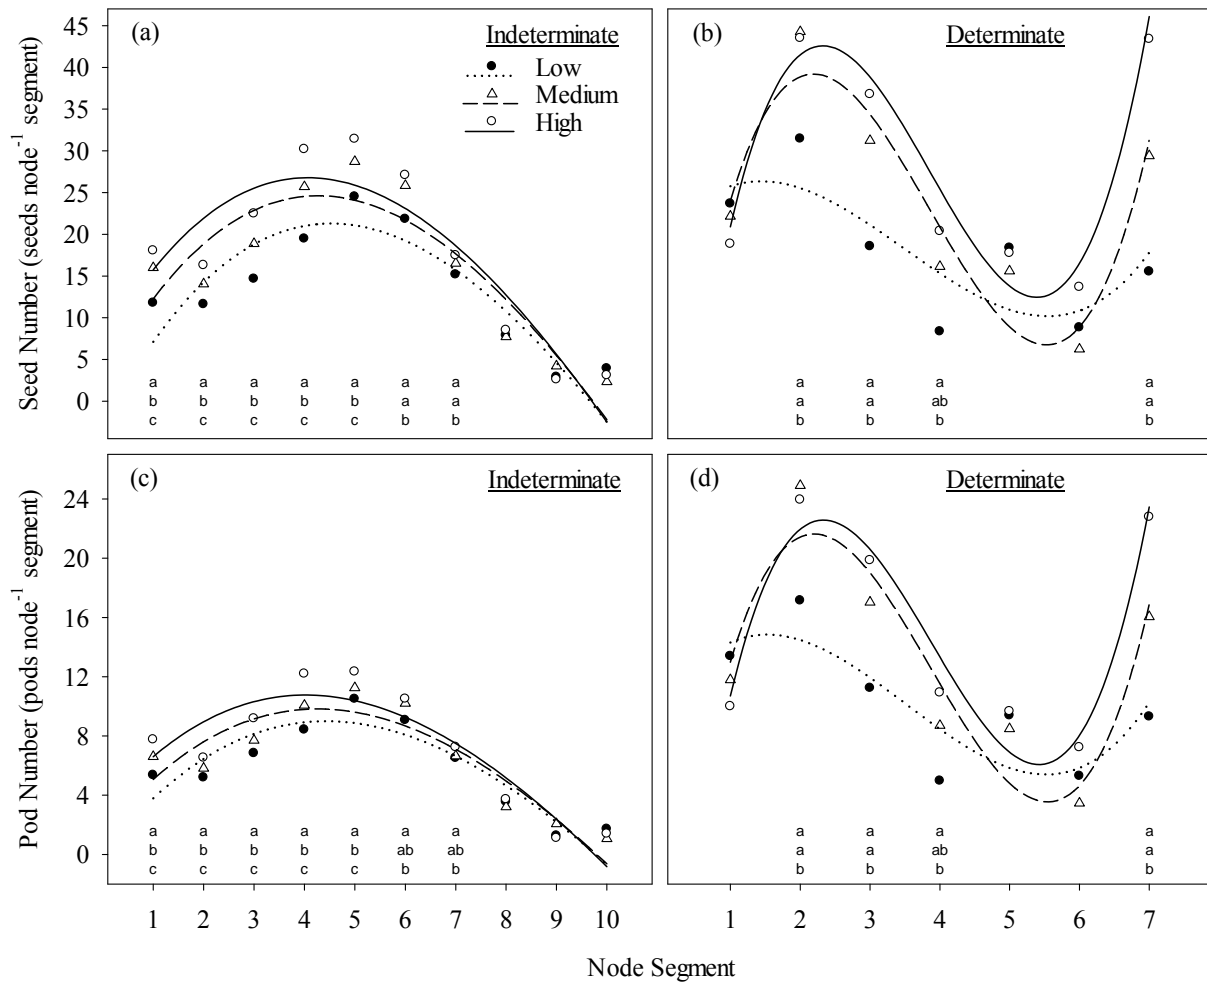 (a)
Indeterminate
Low
Medium
High
(b)
Determinate
Seed Number (seeds node⁻¹ segment)
45
40
35
30
25
20
15
10
5
0
a a a a a a a
b b b b b a a
c c c c c b b
a a a a
a a ab a
b b b b
(c)
Indeterminate
(d)
Determinate
Pod Number (pods node⁻¹ segment)
24
20
16
12
8
4
0
a a a a a a a
b b b b b ab ab
c c c c c b b
a a a a
a a ab a
b b b b
1 2 3 4 5 6 7 8 9 10
1 2 3 4 5 6 7
Node Segment